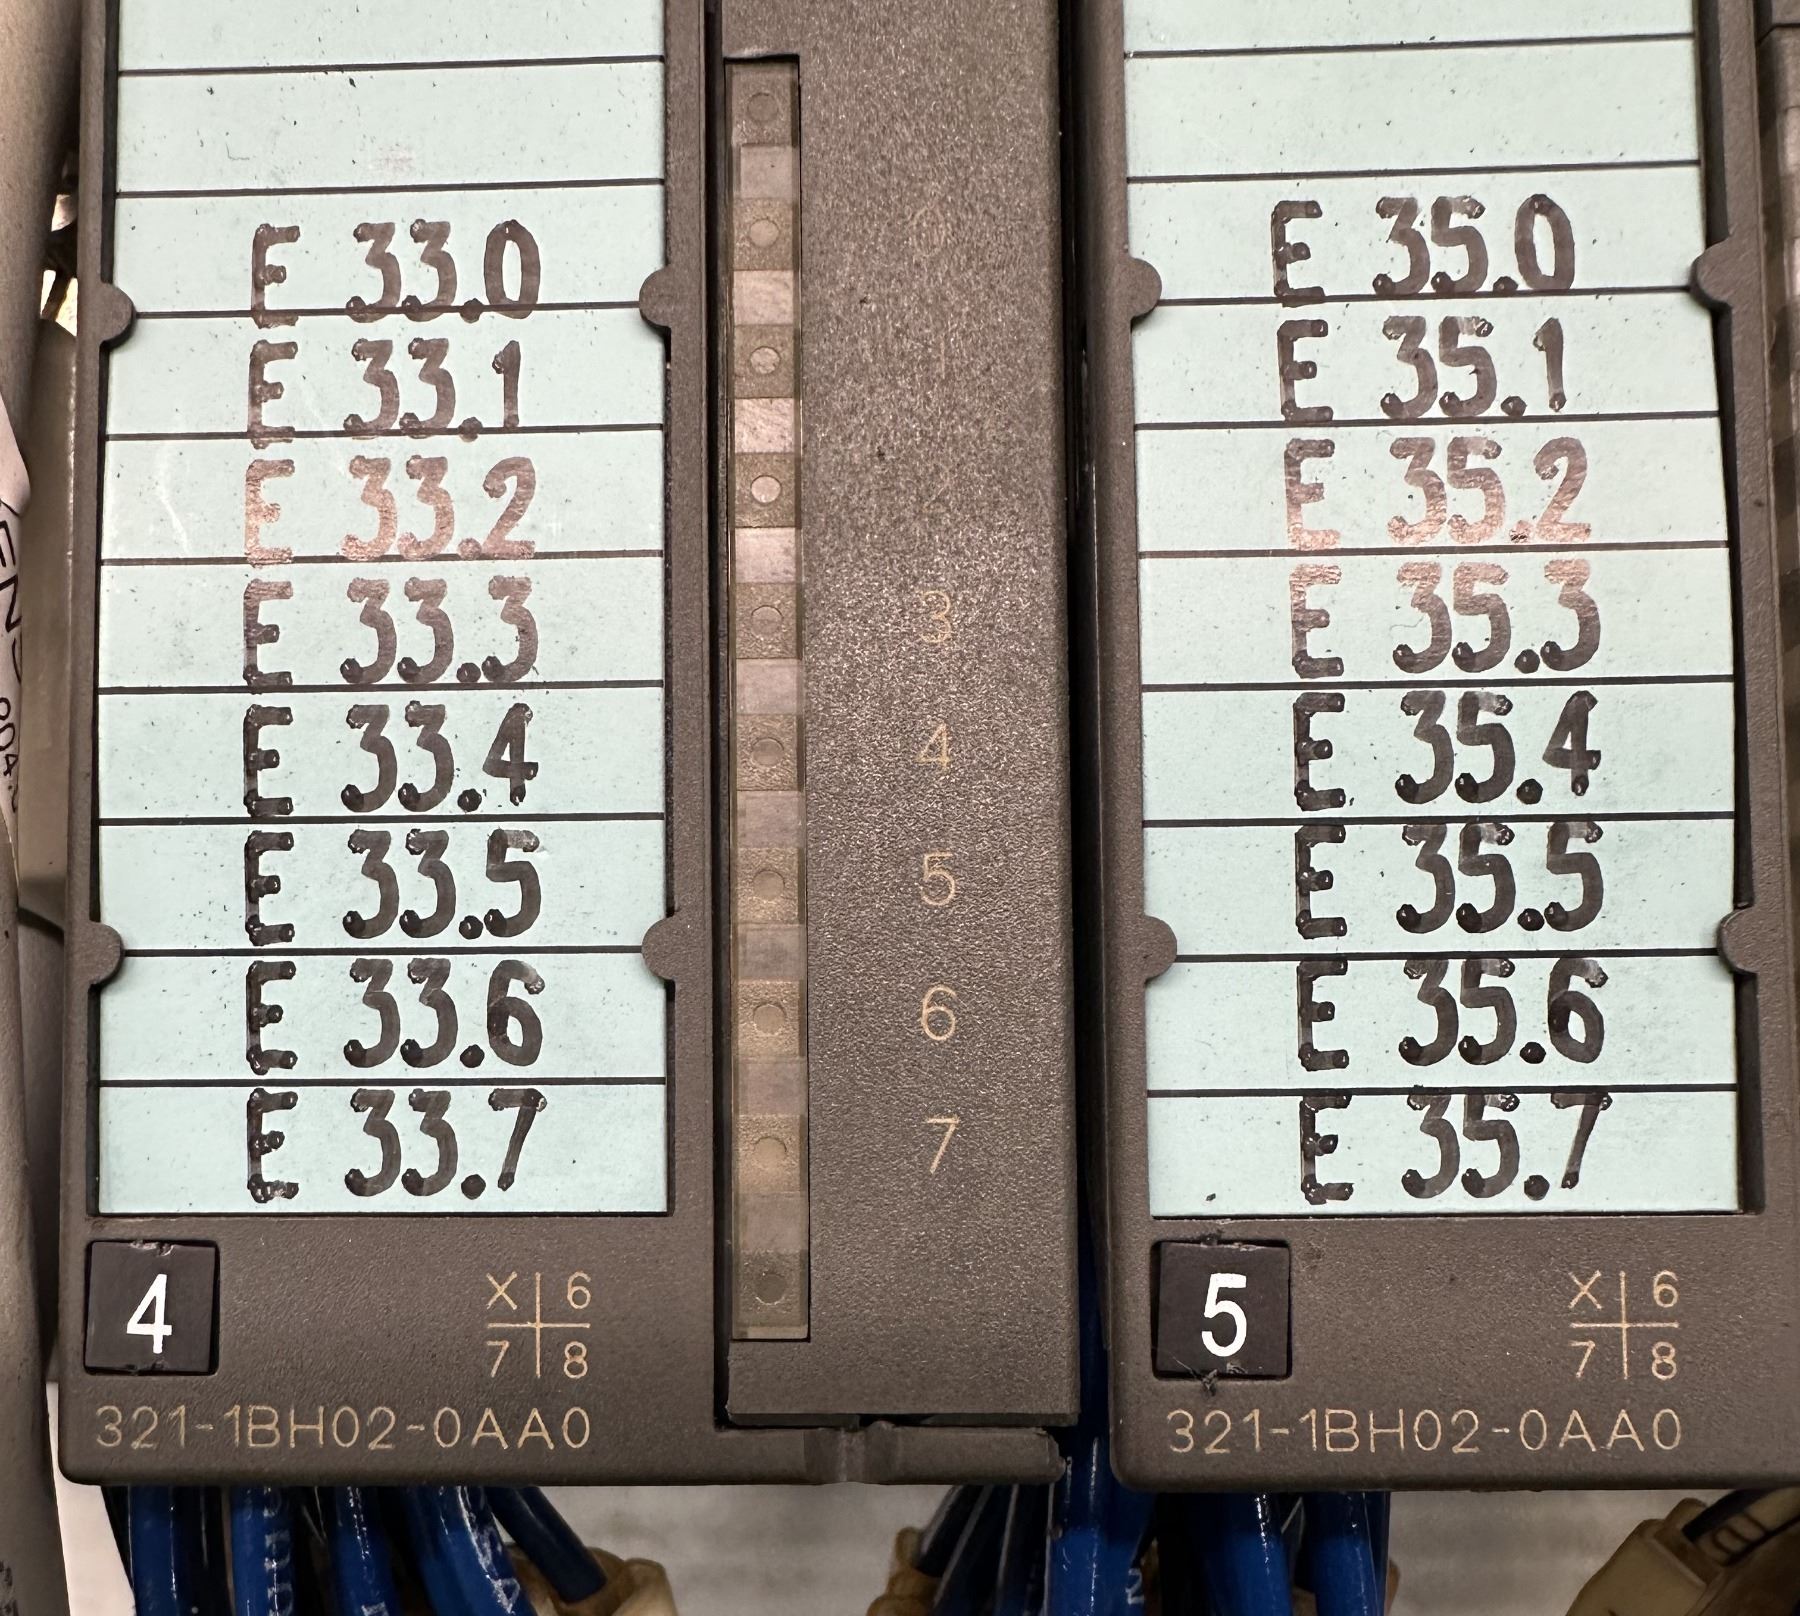 E 33.0
E 33.1
E 33.2
E 33.3
E 33.4
E 33.5
E 33.6
E 33.7
4
X 6
7 8
321-1BH02-0AA0
3
4
5
6
7
E 35.0
E 35.1
E 35.2
E 35.3
E 35.4
E 35.5
E 35.6
E 35.7
5
X 6
7 8
321-1BH02-0AA0